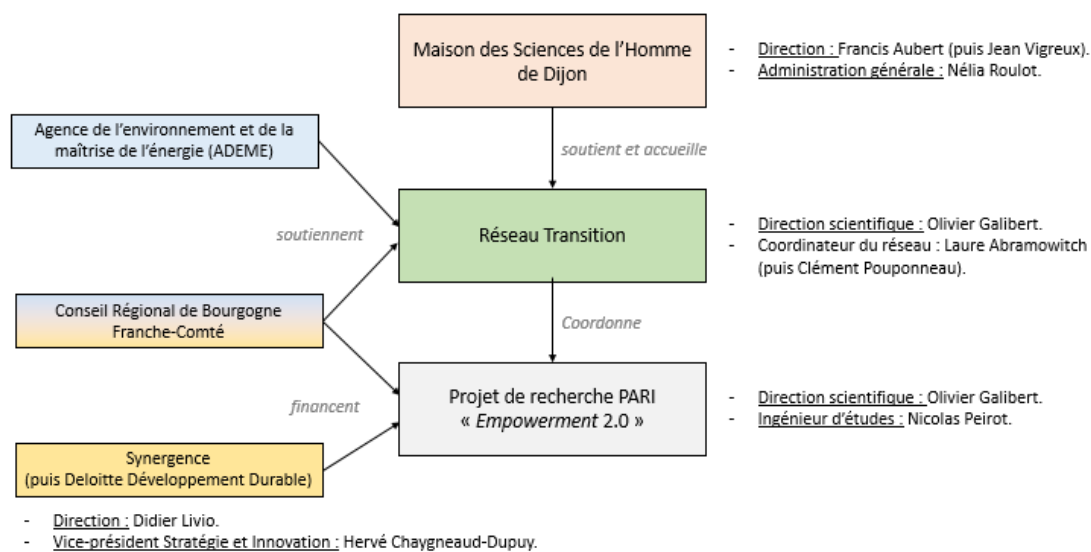 Maison des Sciences de l'Homme
de Dijon
- Direction : Francis Aubert (puis Jean Vigreux).
- Administration générale : Nélia Roulot.
Agence de l'environnement et de la
maîtrise de l'énergie (ADEME)
soutient et accueille
soutiennent
Réseau Transition
- Direction scientifique : Olivier Galibert.
- Coordinateur du réseau : Laure Abramowitch
(puis Clément Pouponneau).
Conseil Régional de Bourgogne
Franche-Comté
Coordonne
financent
Projet de recherche PARI
« Empowerment 2.0 »
- Direction scientifique : Olivier Galibert.
- Ingénieur d'études : Nicolas Peirot.
Synergence
(puis Deloitte Développement Durable)
- Direction : Didier Livio.
- Vice-président Stratégie et Innovation : Hervé Chaygneaud-Dupuy.